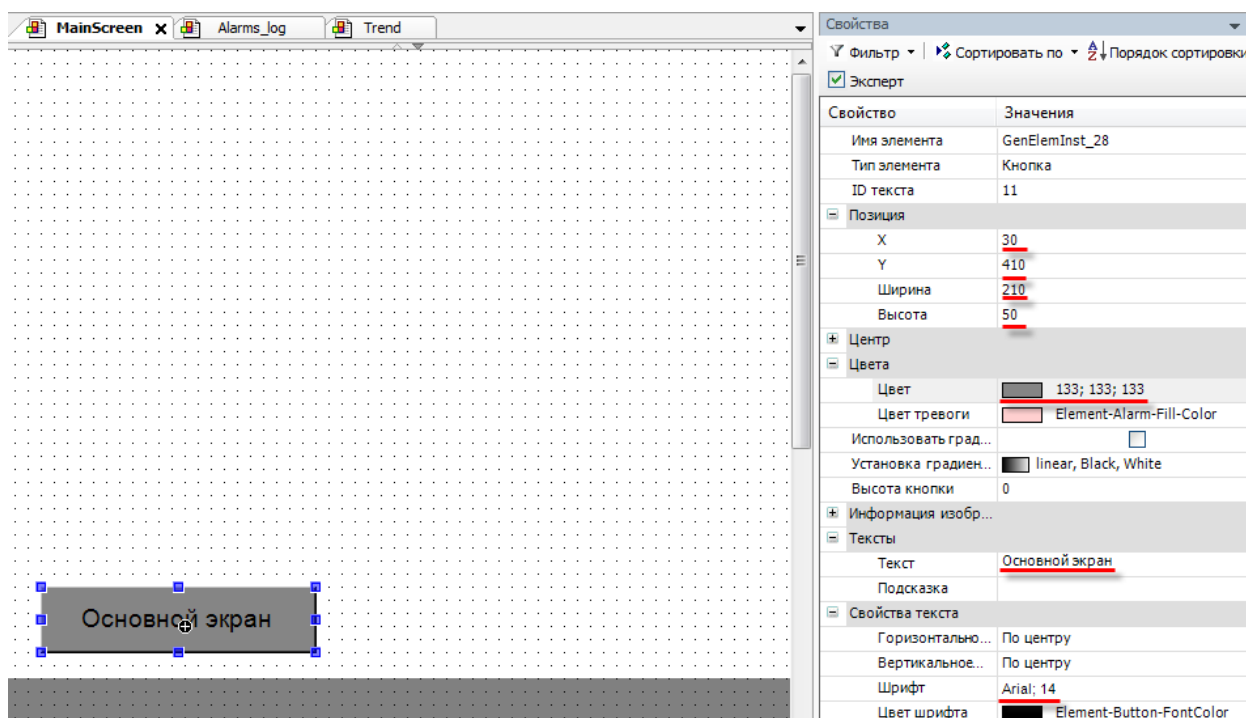 MainScreen X Alarms_log Trend
Свойства
Фильтр Сортировать по Порядок сортировки
Эксперт
Свойство Значения
Имя элемента GenElemInst_28
Тип элемента Кнопка
ID текста 11
Позиция
X 30
Y 410
Ширина 210
Высота 50
Центр
Цвета
Цвет 133; 133; 133
Цвет тревоги Element-Alarm-Fill-Color
Использовать град...
Установка градиен... linear, Black, White
Высота кнопки 0
Информация изобр...
Тексты
Текст Основной экран
Подсказка
Свойства текста
Горизонтально... По центру
Вертикальное... По центру
Шрифт Arial; 14
Цвет шрифта Element-Button-FontColor
Основной экран